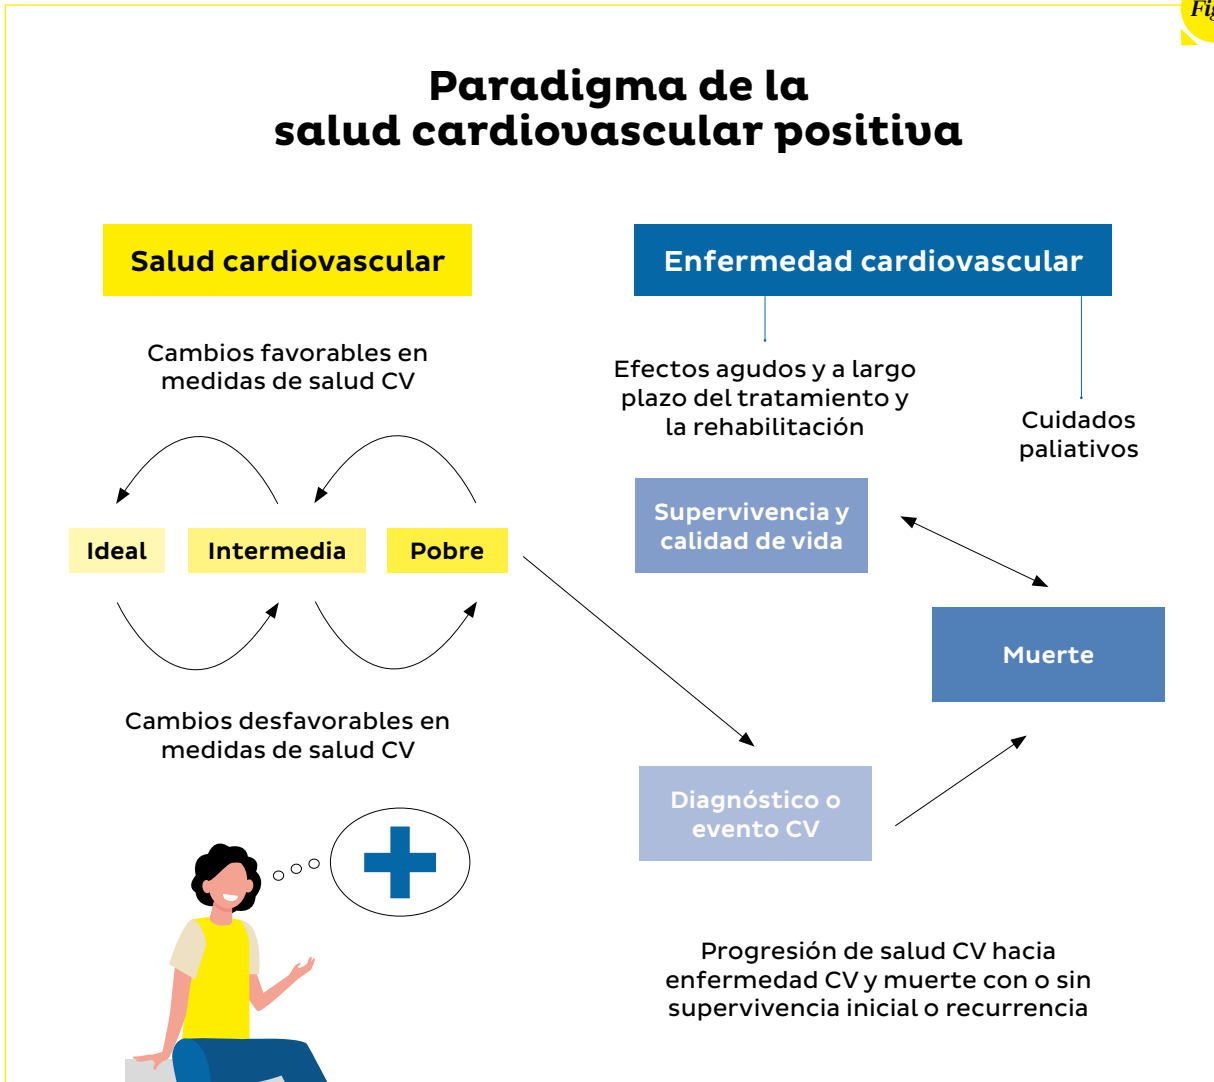 Paradigma de la
salud cardiovascular positiva
Salud cardiovascular
Cambios favorables en
medidas de salud CV
Ideal
Intermedia
Pobre
Cambios desfavorables en
medidas de salud CV
Enfermedad cardiovascular
Efectos agudos y a largo
plazo del tratamiento y
la rehabilitación
Cuidados
paliativos
Supervivencia y
calidad de vida
Muerte
Diagnóstico o
evento CV
Progresión de salud CV hacia
enfermedad CV y muerte con o sin
supervivencia inicial o recurrencia